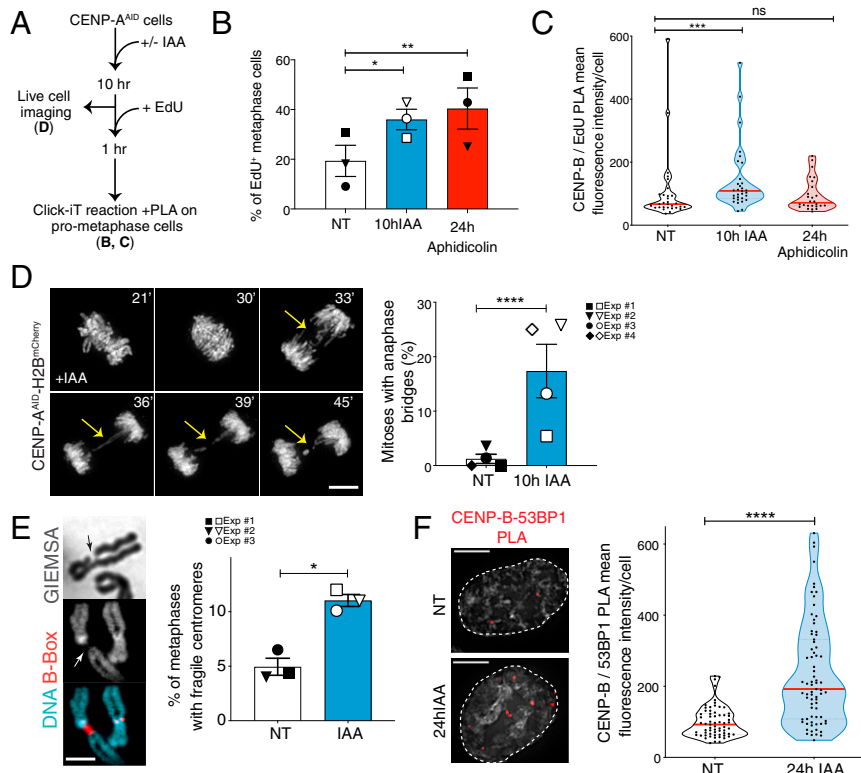 A
CENP-A^AID cells
+/- IAA
10 hr
Live cell
imaging
(D)
+ EdU
1 hr
Click-iT reaction +PLA on
pro-metaphase cells
(B, C)
B
% of EdU+ metaphase cells
60
40
20
0
**
*
NT
10hIAA
24h
Aphidicolin
C
CENP-B / EdU PLA mean
fluorescence intensity/cell
600
400
200
100
0
ns
***
NT
10h IAA
24h
Aphidicolin
D
CENP-A^AID-H2B^mCherry
21'
30'
33'
+IAA
36'
39'
45'
Mitoses with anaphase
bridges (%)
30
20
10
0
****
NT
10h IAA
Exp #1
Exp #2
Exp #3
Exp #4
E
GIEMSA
DNA B-Box
Exp #1
Exp #2
Exp #3
% of metaphases
with fragile centromeres
10
5
0
*
NT
IAA
F
CENP-B-53BP1
PLA
NT
24hIAA
CENP-B / 53BP1 PLA mean
fluorescence intensity/cell
600
400
200
100
0
****
NT
24h IAA